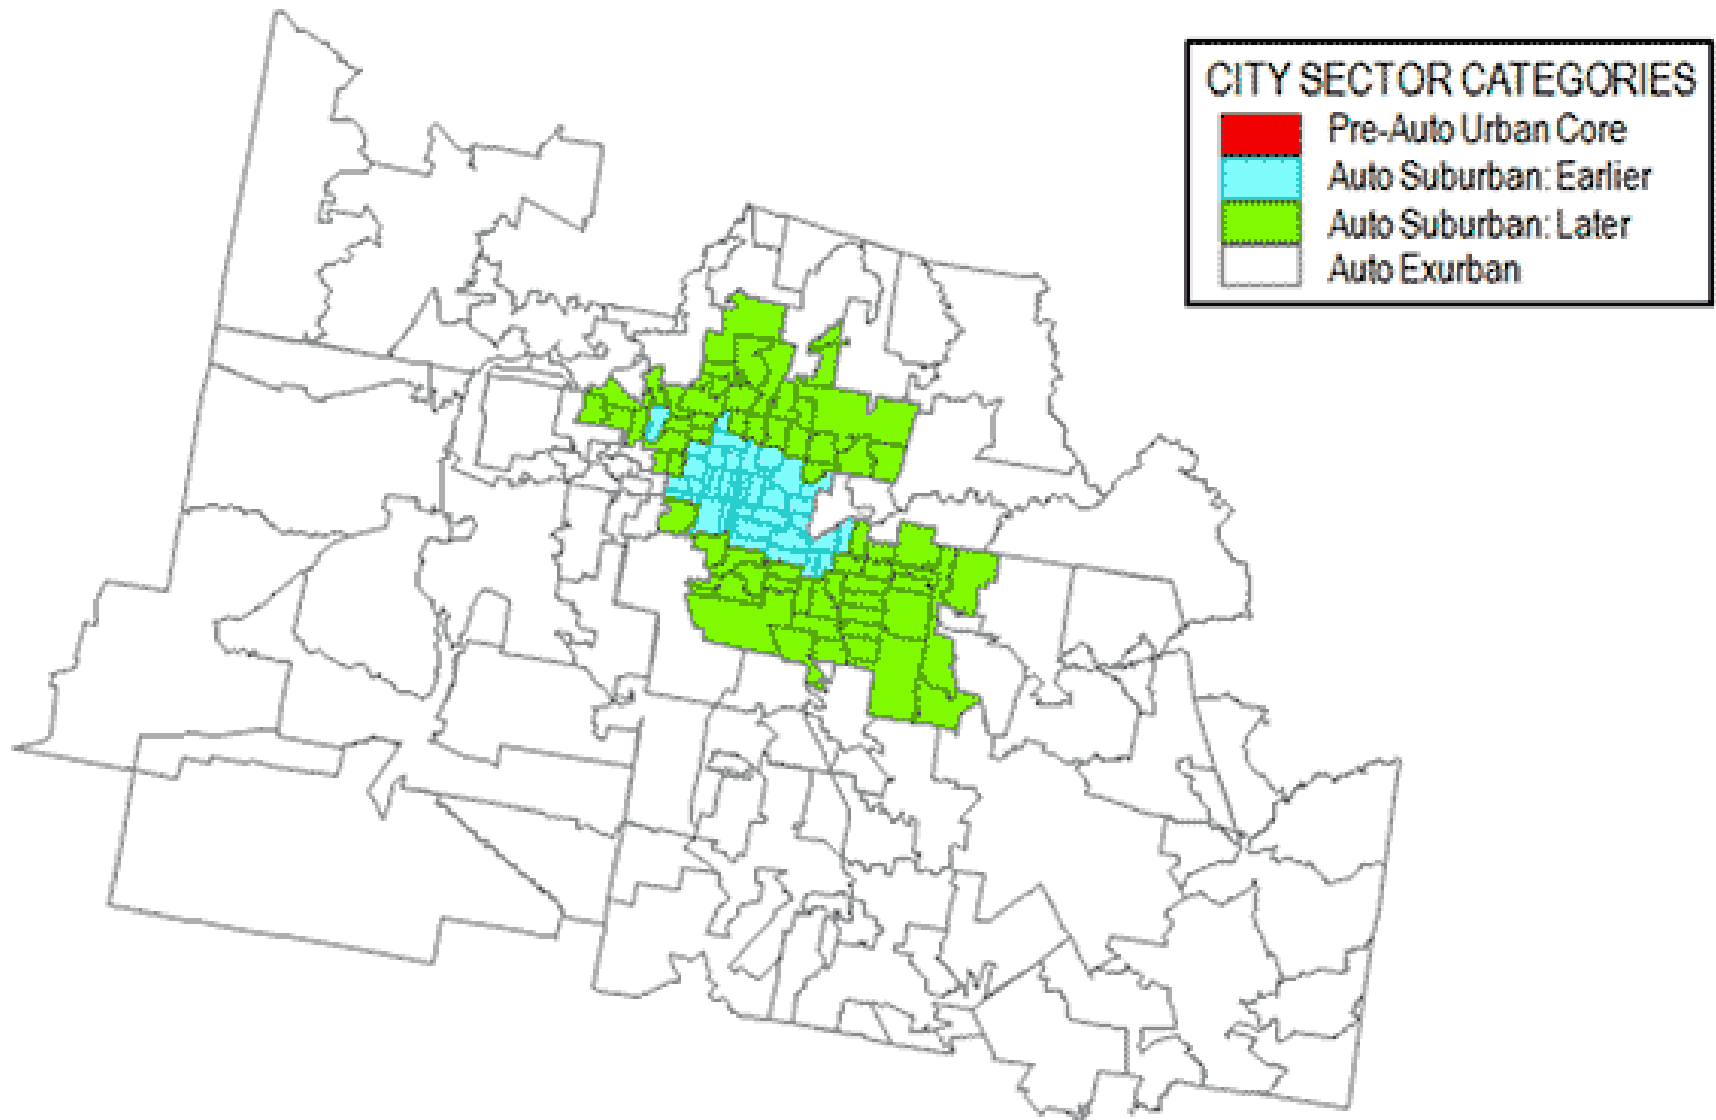 CITY SECTOR CATEGORIES
Pre-Auto Urban Core
Auto Suburban: Earlier
Auto Suburban: Later
Auto Exurban